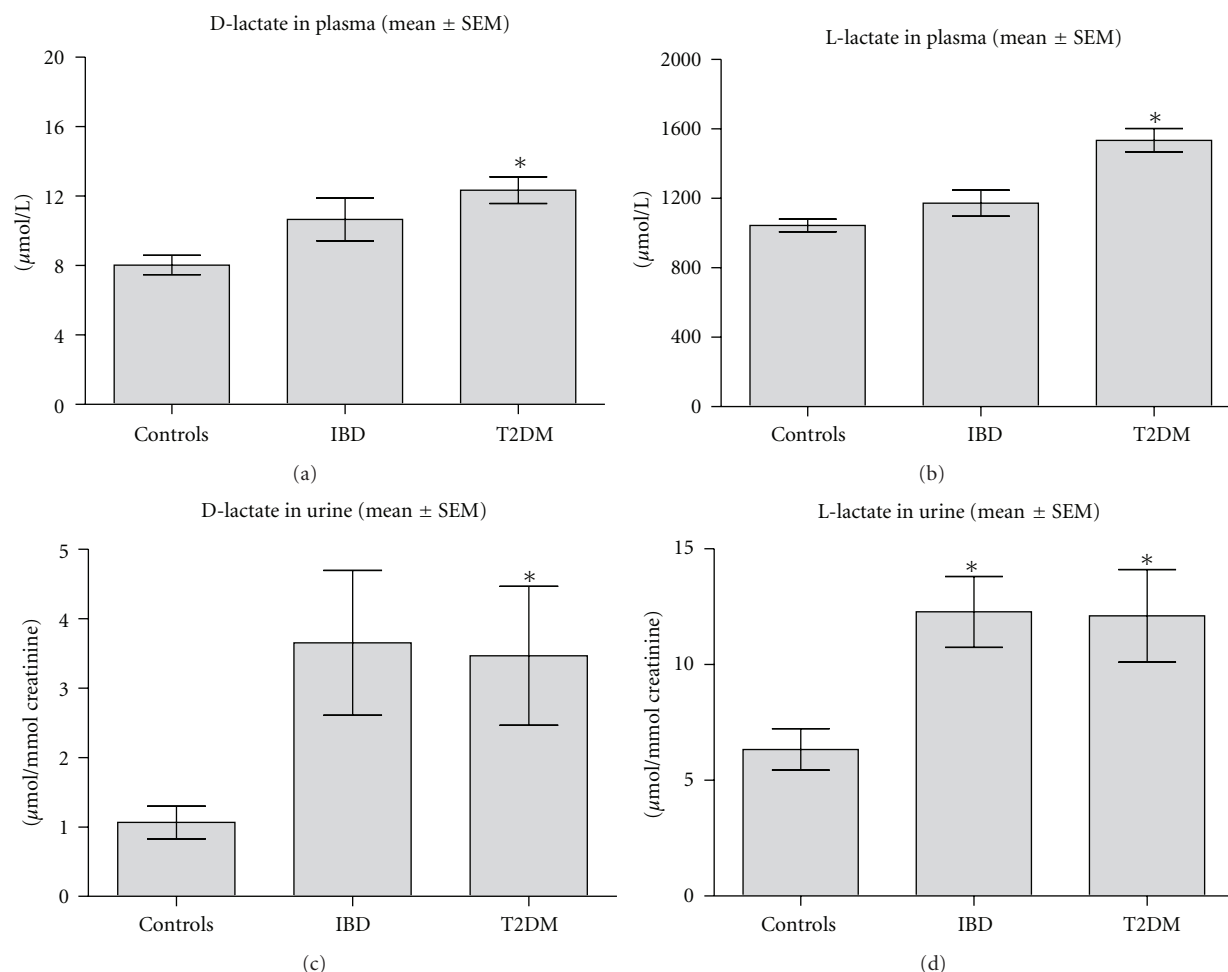 D-lactate in plasma (mean ± SEM)
20
16
12
8
4
0
(µmol/L)
*
Controls IBD T2DM
(a)
L-lactate in plasma (mean ± SEM)
2000
1600
1200
800
400
0
(µmol/L)
*
Controls IBD T2DM
(b)
D-lactate in urine (mean ± SEM)
5
4
3
2
1
0
(µmol/mmol creatinine)
*
Controls IBD T2DM
(c)
L-lactate in urine (mean ± SEM)
15
10
5
0
(µmol/mmol creatinine)
* *
Controls IBD T2DM
(d)